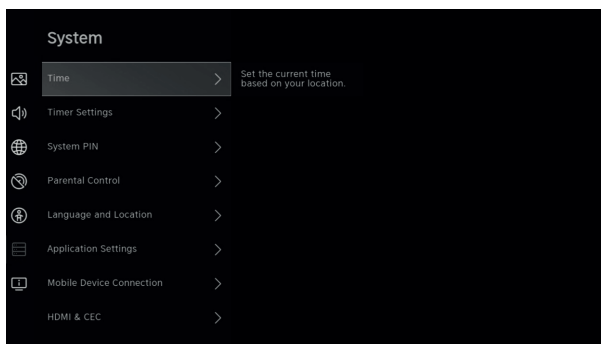 System
Time
Set the current time
based on your location.
Timer Settings
System PIN
Parental Control
Language and Location
Application Settings
Mobile Device Connection
HDMI & CEC